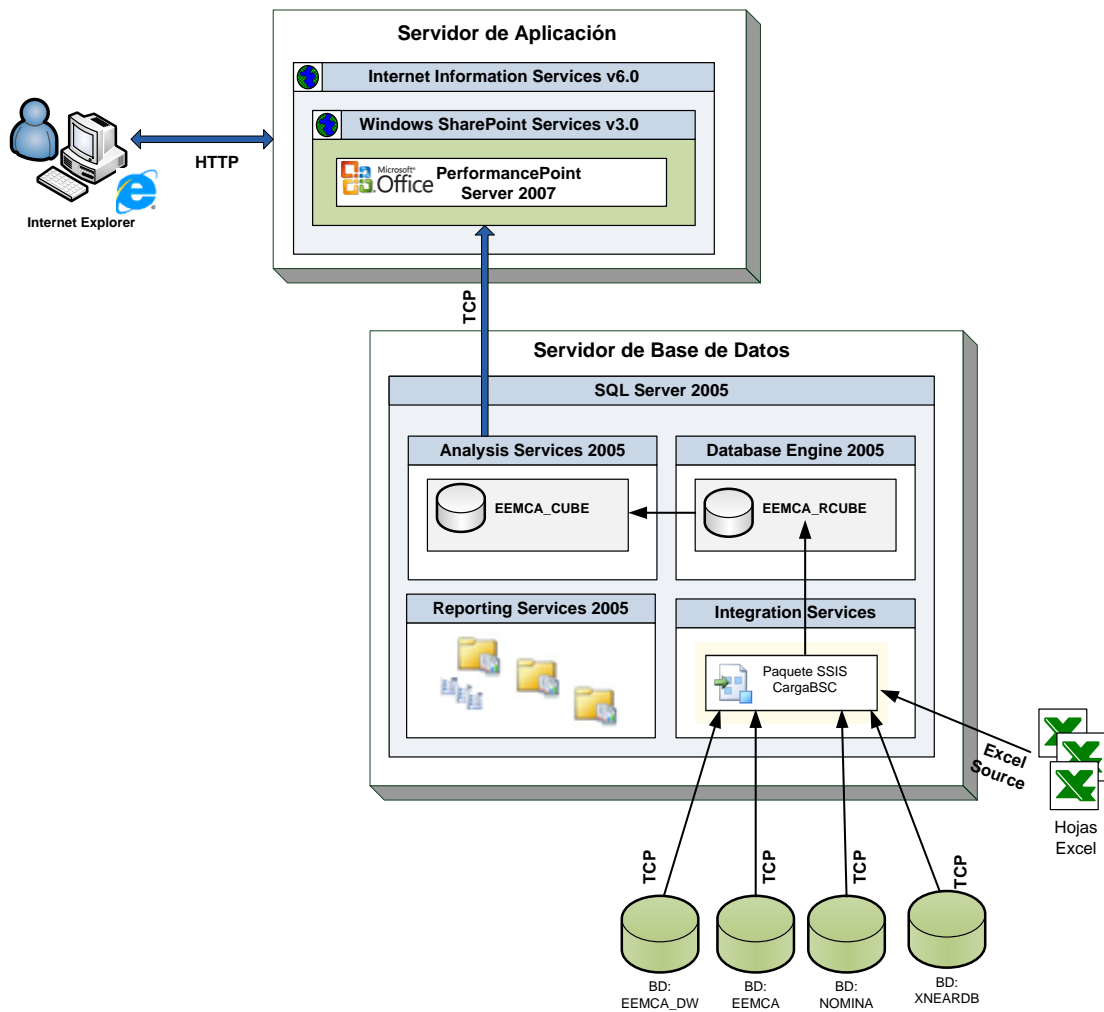 Servidor de Aplicación
Internet Information Services v6.0
Windows SharePoint Services v3.0
Microsoft®
Office
PerformancePoint
Server 2007
HTTP
Internet Explorer
TCP
Servidor de Base de Datos
SQL Server 2005
Analysis Services 2005
Database Engine 2005
EEMCA_CUBE
EEMCA_RCUBE
Reporting Services 2005
Integration Services
Paquete SSIS
CargaBSC
Excel
Source
Hojas
Excel
TCP
TCP
TCP
TCP
BD:
EEMCA_DW
BD:
EEMCA
BD:
NOMINA
BD:
XNEARDB